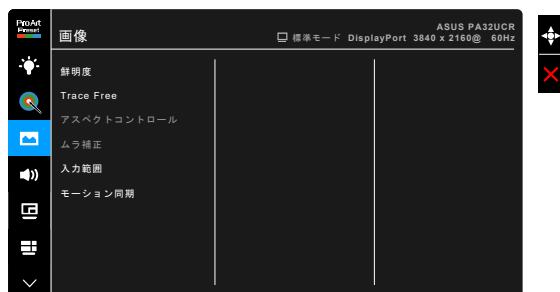 ProArt
Preset
画像
ASUS PA32UCR
標準モード DisplayPort 3840 x 2160@ 60Hz
鮮明度
Trace Free
アスペクトコントロール
ムラ補正
入力範囲
モーション同期